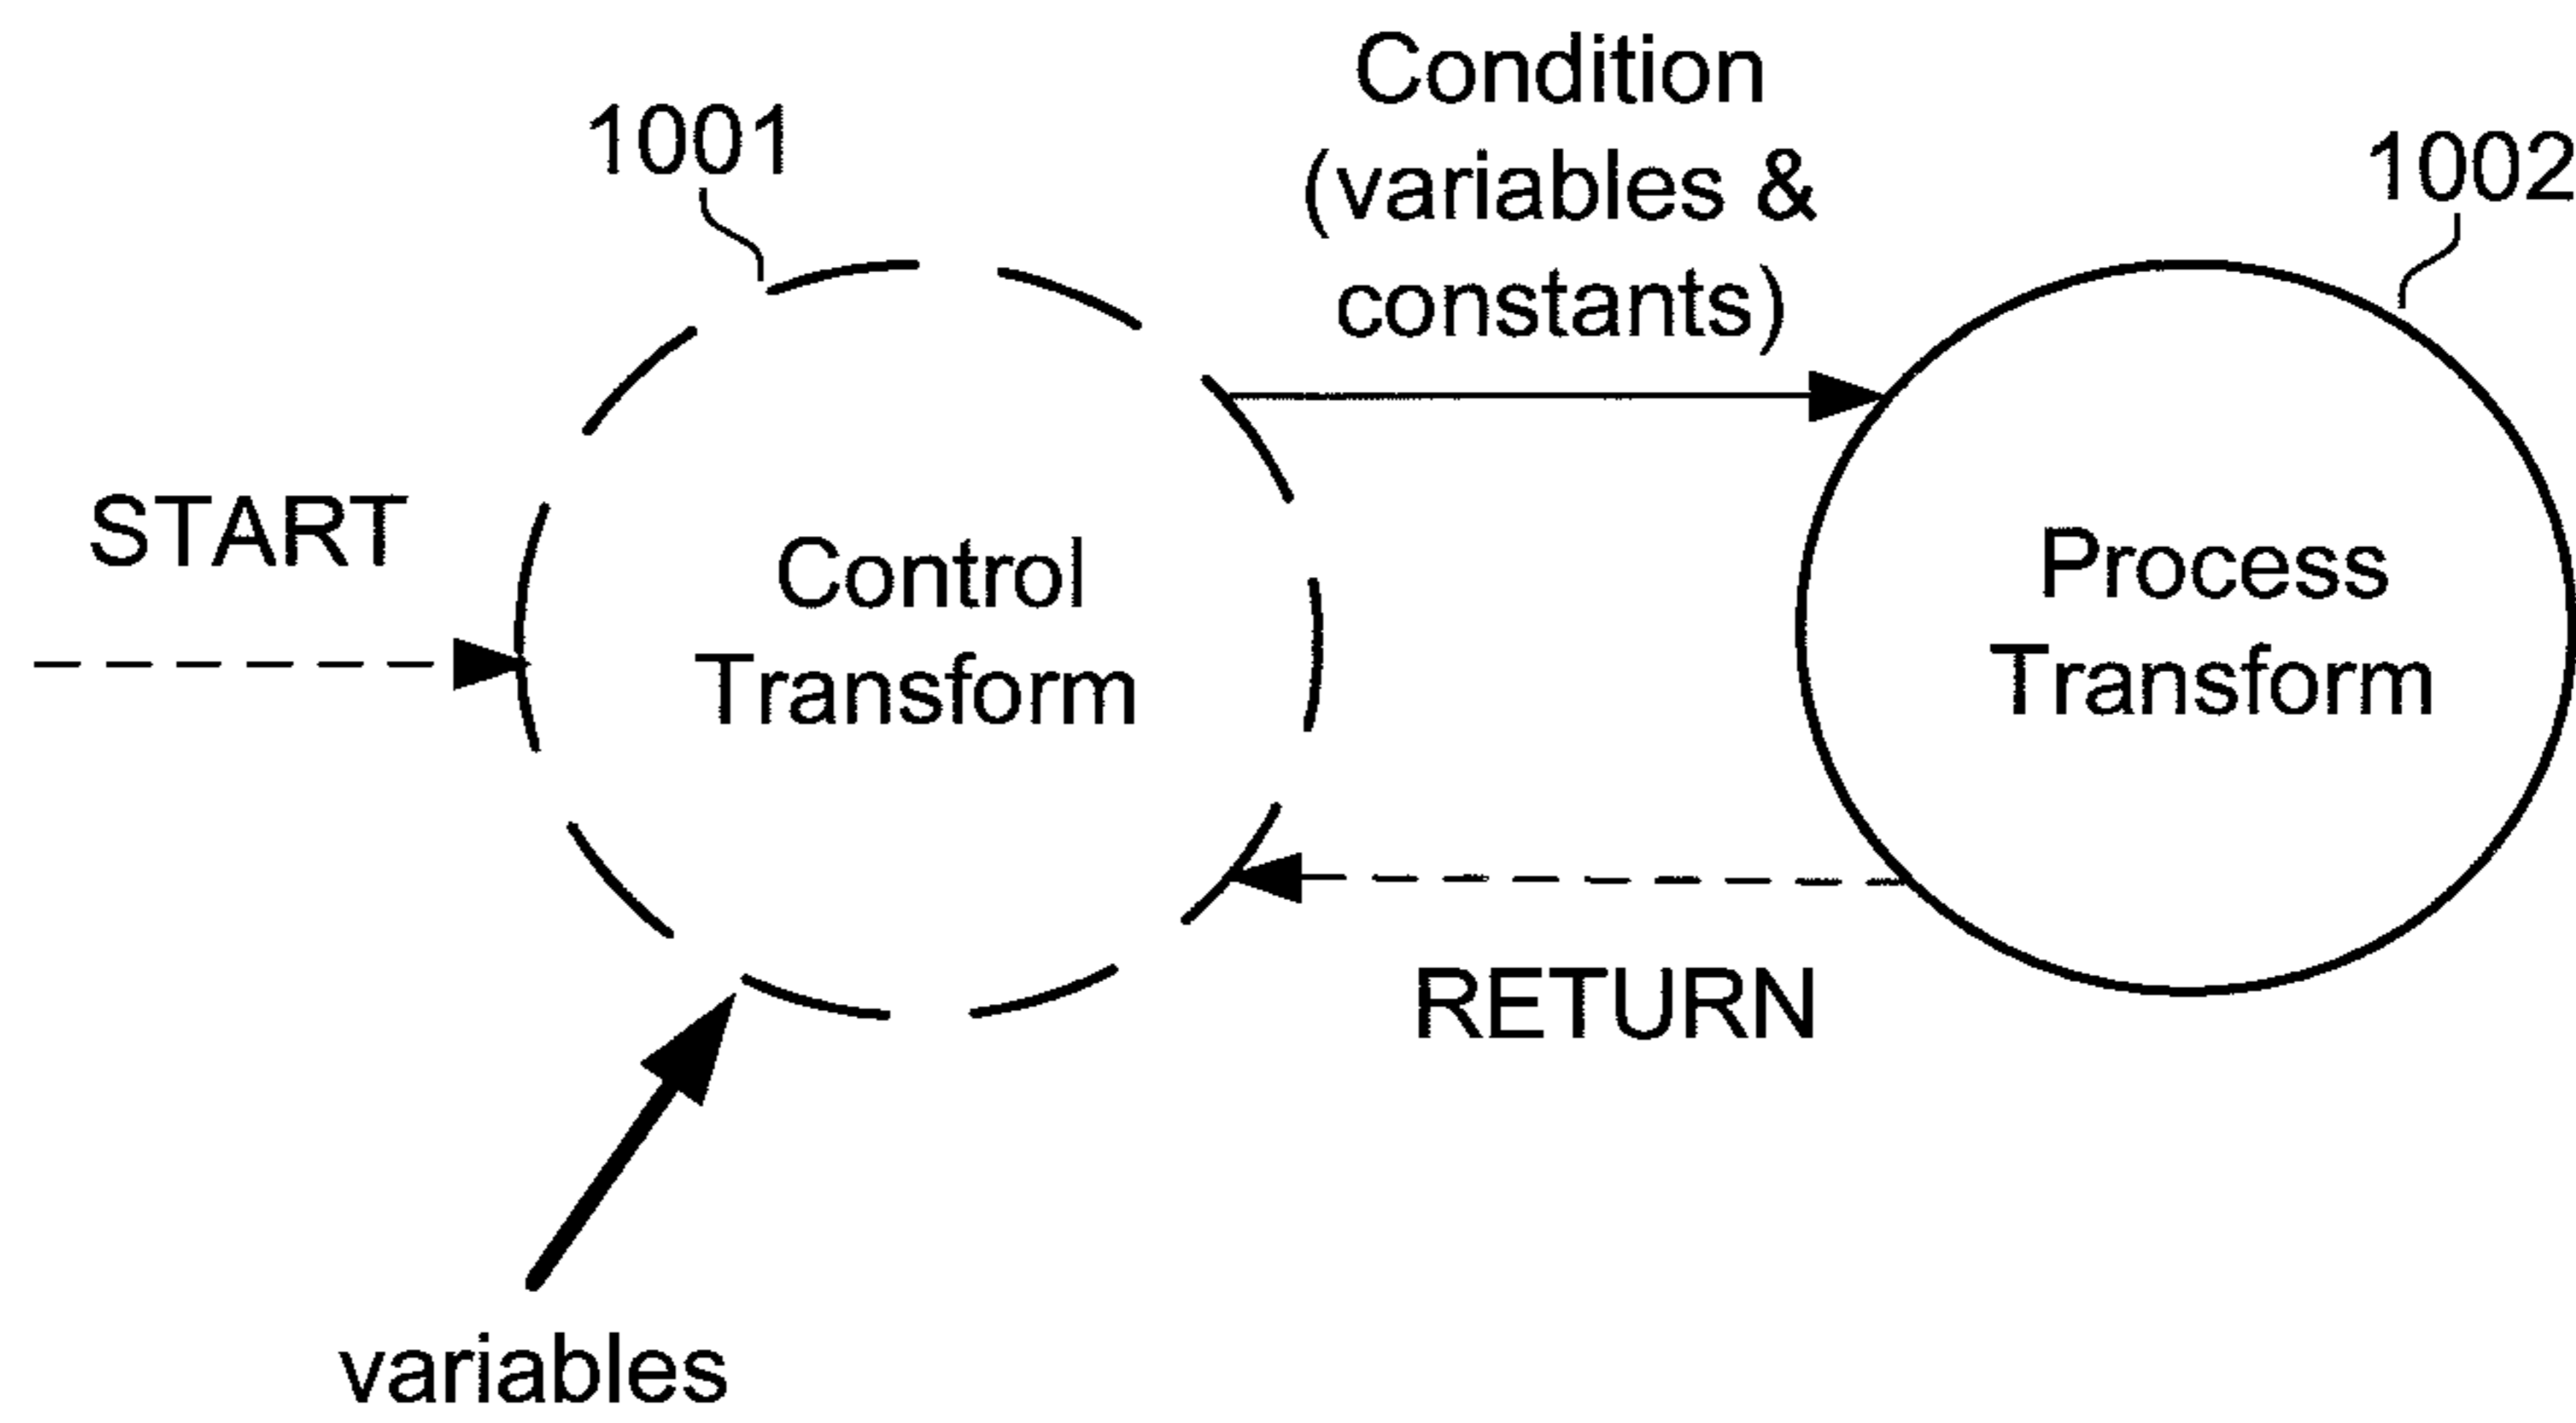 1001
Condition
(variables &
constants)
1002
START
Control
Transform
Process
Transform
RETURN
variables